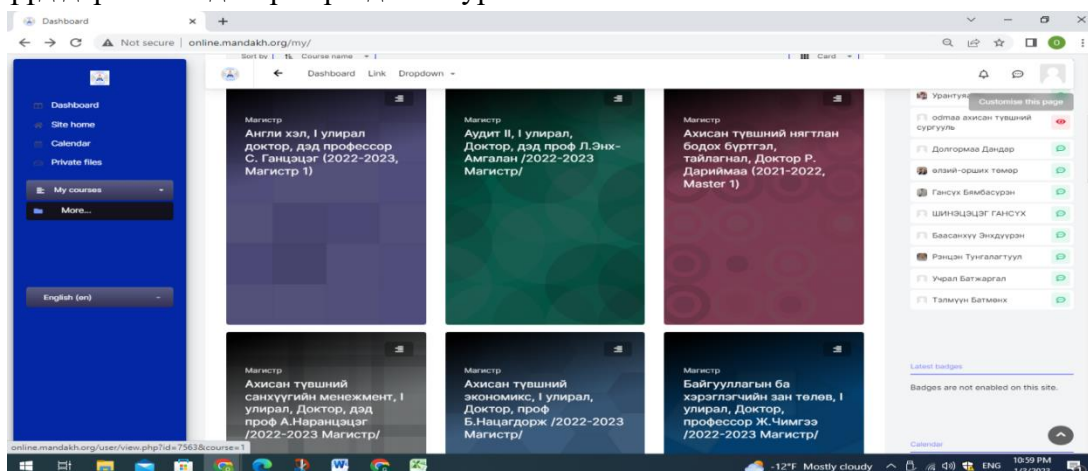 Dashboard
Not secure
online.mandakh.org/my/
Sort by
Course name
Card
Dashboard Link Dropdown
Customise this page
Dashboard
Site home
Calendar
Private files
My courses
More...
English (en)
Магистр
Англи хэл, I улирал
доктор, дэд профессор
С. Ганцэцэг (2022-2023,
Магистр 1)
Магистр
Аудит II, I улирал,
Доктор, дэд проф Л.Энх-
Амгалан /2022-2023
Магистр/
Магистр
Ахисан түвшний нягтлан
бодох бүртгэл,
тайлагнал, Доктор Р.
Дариймаа (2021-2022,
Master 1)
Магистр
Ахисан түвшний
санхүүгийн менежмент, I
улирал, Доктор, дэд
проф А.Наранцэцэг
/2022-2023 Магистр/
Магистр
Ахисан түвшний
экономикс, I улирал,
Доктор, проф
Б.Нацагдорж /2022-2023
Магистр/
Магистр
Байгууллагын ба
хэрэглэгчийн зан төлөв, I
улирал, Доктор,
профессор Ж.Чимгээ
/2022-2023 Магистр/
odmaa ахисан түвшний
сургууль
Долгормаа Дандар
өлзий-орших төмөр
Гансүх Бямбасүрэн
ШИНЭЦЭЦЭГ ГАНСҮХ
Баасанхүү Энхдүүрэн
Рэнцэн Тунгалагтуул
Учрал Батжаргал
Тэлмүүн Батмөнх
Latest badges
Badges are not enabled on this site.
Calendar
online.mandakh.org/user/view.php?id=7563&course=1
-12°F Mostly cloudy
ENG
10:59 PM